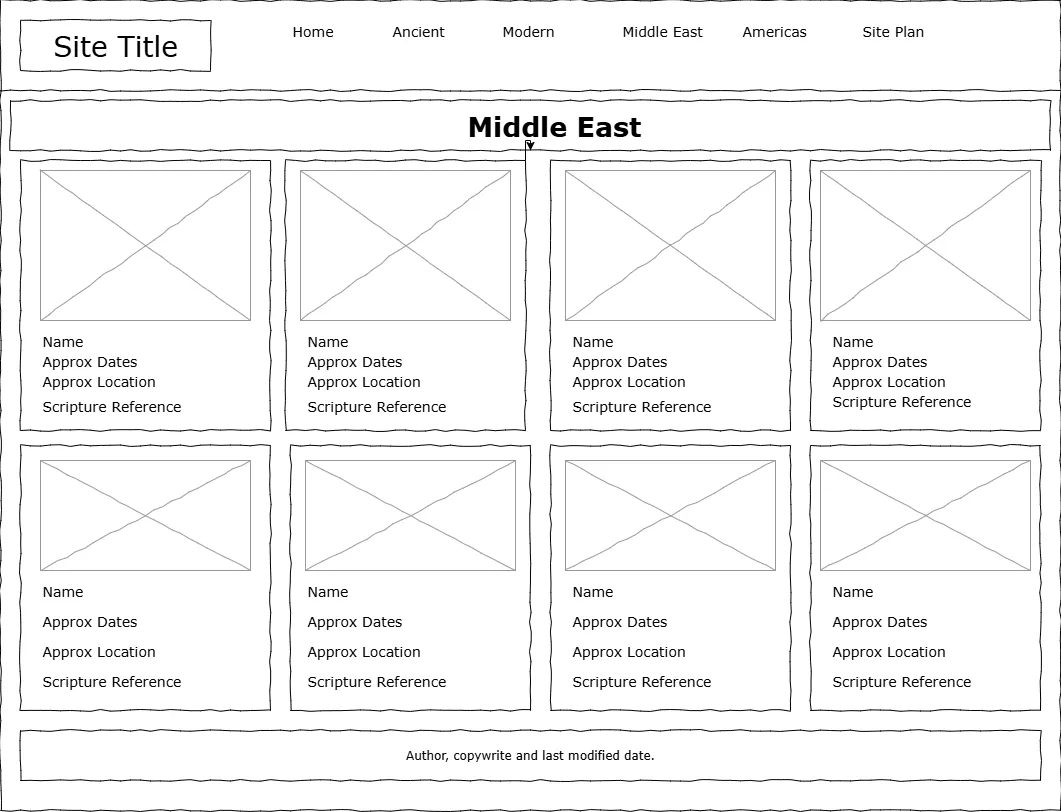 Site Title
Home Ancient Modern Middle East Americas Site Plan
Middle East
Name Name Name Name
Approx Dates Approx Dates Approx Dates Approx Dates
Approx Location Approx Location Approx Location Approx Location
Scripture Reference Scripture Reference Scripture Reference Scripture Reference
Name Name Name Name
Approx Dates Approx Dates Approx Dates Approx Dates
Approx Location Approx Location Approx Location Approx Location
Scripture Reference Scripture Reference Scripture Reference Scripture Reference
Author, copywrite and last modified date.